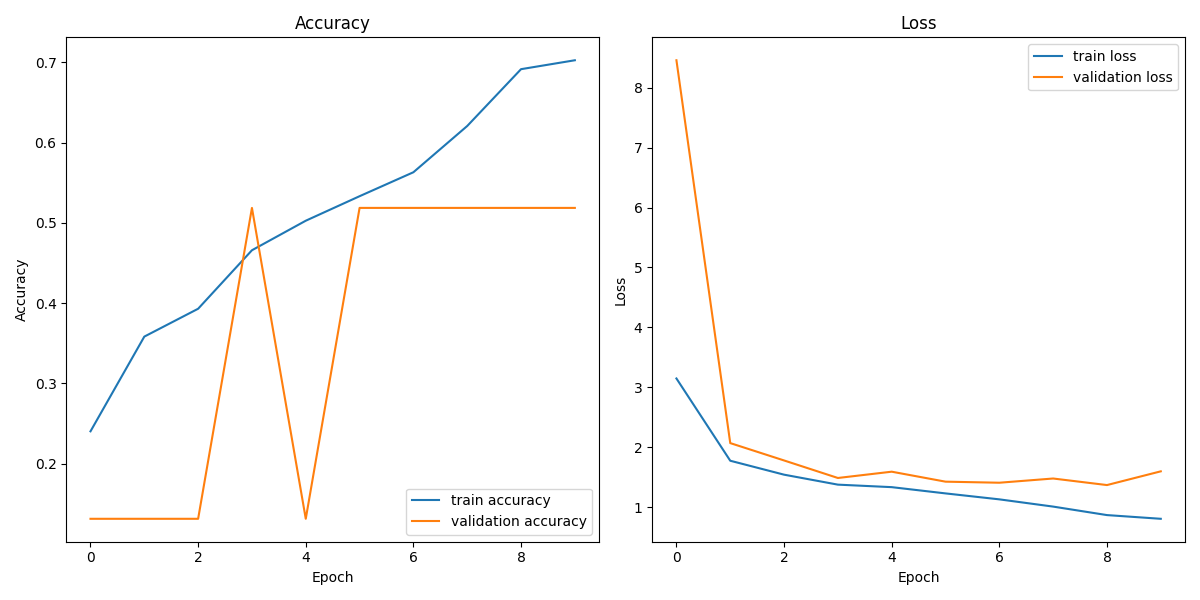 Accuracy
Accuracy
0.7
0.6
0.5
0.4
0.3
0.2
train accuracy
validation accuracy
0 2 4 6 8
Epoch
Loss
Loss
train loss
validation loss
8
7
6
5
4
3
2
1
0 2 4 6 8
Epoch